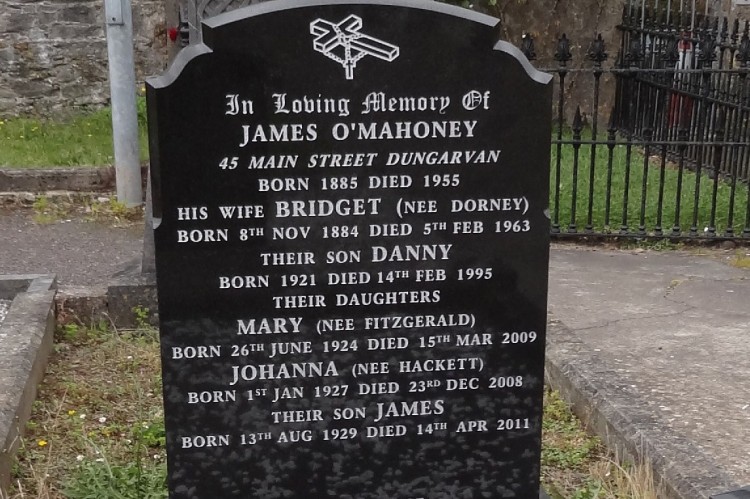 In Loving Memory Of
JAMES O'MAHONEY
45 MAIN STREET DUNGARVAN
BORN 1885 DIED 1955
HIS WIFE BRIDGET (NEE DORNEY)
BORN 8TH NOV 1884 DIED 5TH FEB 1963
THEIR SON DANNY
BORN 1921 DIED 14TH FEB 1995
THEIR DAUGHTERS
MARY (NEE FITZGERALD)
BORN 26TH JUNE 1924 DIED 15TH MAR 2009
JOHANNA (NEE HACKETT)
BORN 1ST JAN 1927 DIED 23RD DEC 2008
THEIR SON JAMES
BORN 13TH AUG 1929 DIED 14TH APR 2011